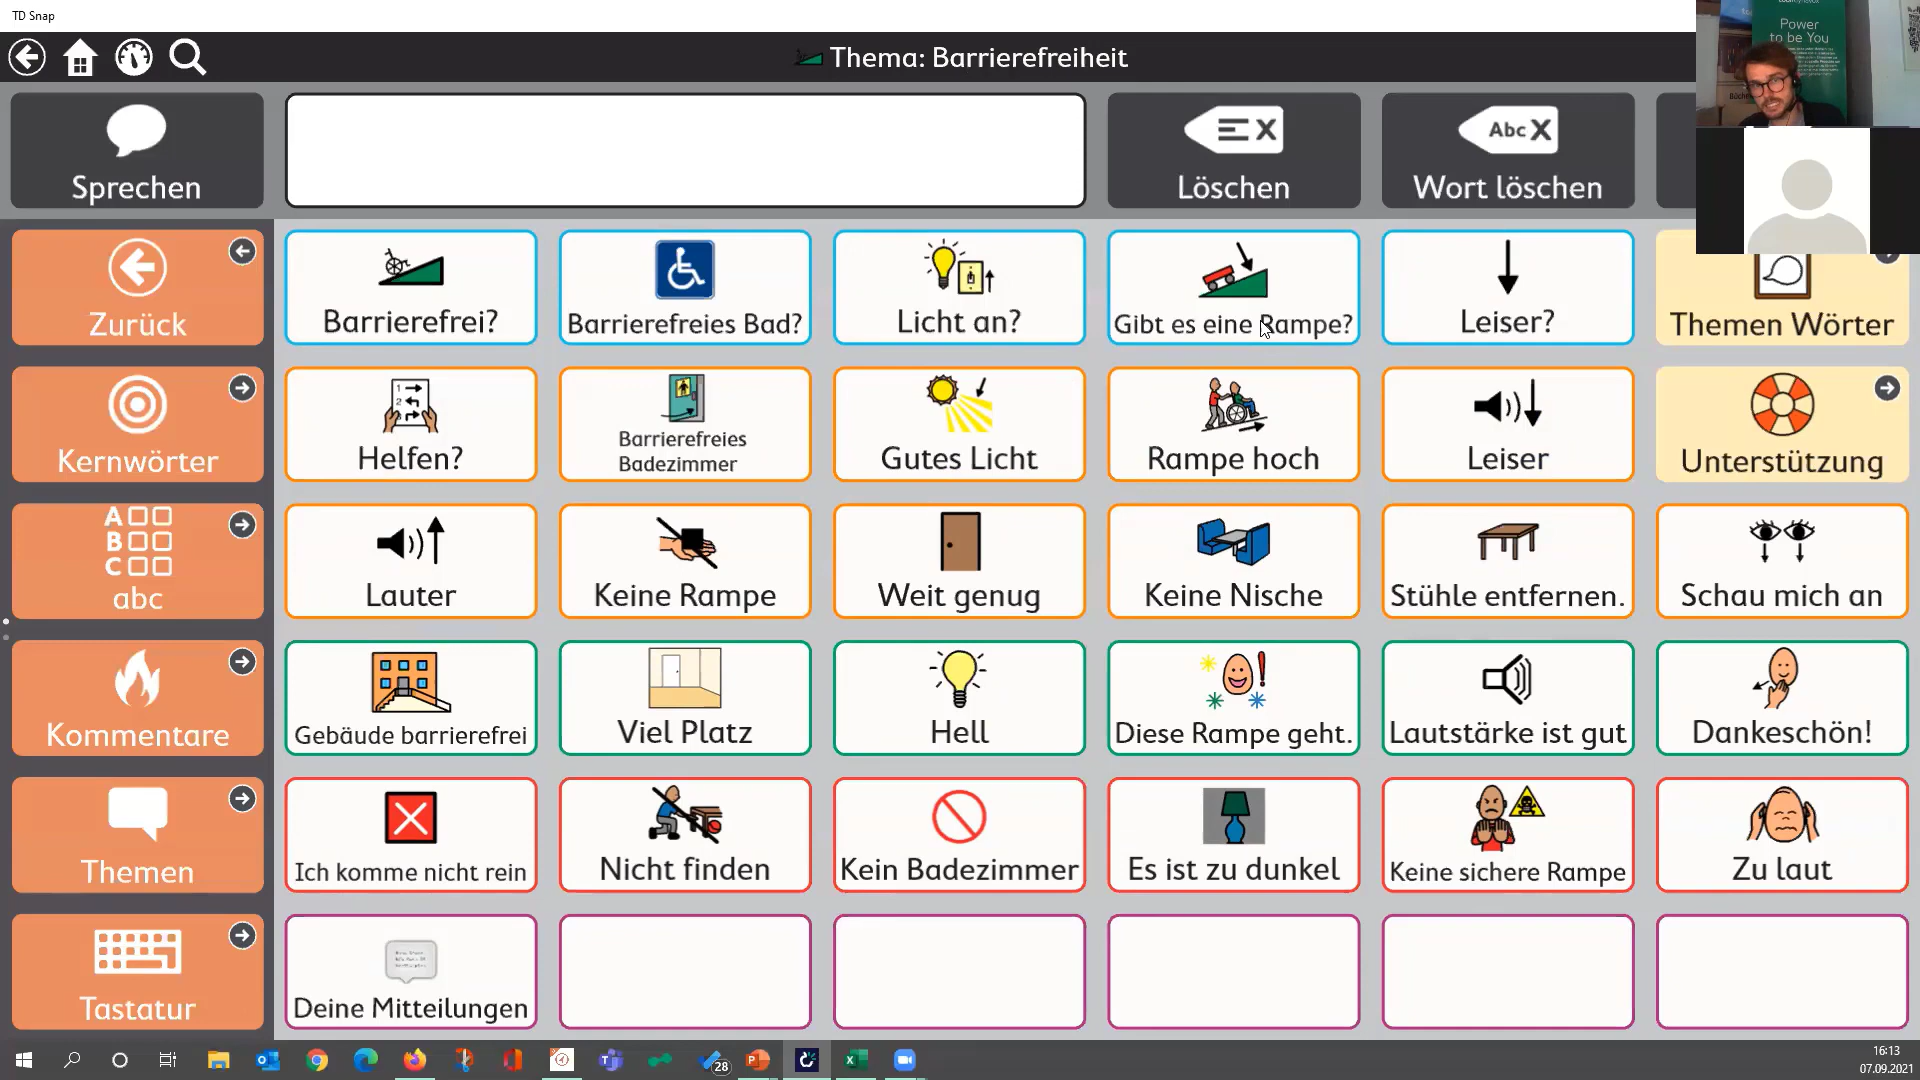 TD Snap
Thema: Barrierefreiheit
Power
to be You
Sprechen
Löschen
Abc X
Wort löschen
Zurück
Barrierefrei?
Barrierefreies Bad?
Licht an?
Gibt es eine Rampe?
Leiser?
Themen Wörter
Kernwörter
Helfen?
Barrierefreies
Badezimmer
Gutes Licht
Rampe hoch
Leiser
Unterstützung
A
B
C
abc
Lauter
Keine Rampe
Weit genug
Keine Nische
Stühle entfernen.
Schau mich an
Kommentare
Gebäude barrierefrei
Viel Platz
Hell
Diese Rampe geht.
Lautstärke ist gut
Dankeschön!
Themen
Ich komme nicht rein
Nicht finden
Kein Badezimmer
Es ist zu dunkel
Keine sichere Rampe
Zu laut
Tastatur
Deine Mitteilungen
28
16:13
07.09.2021